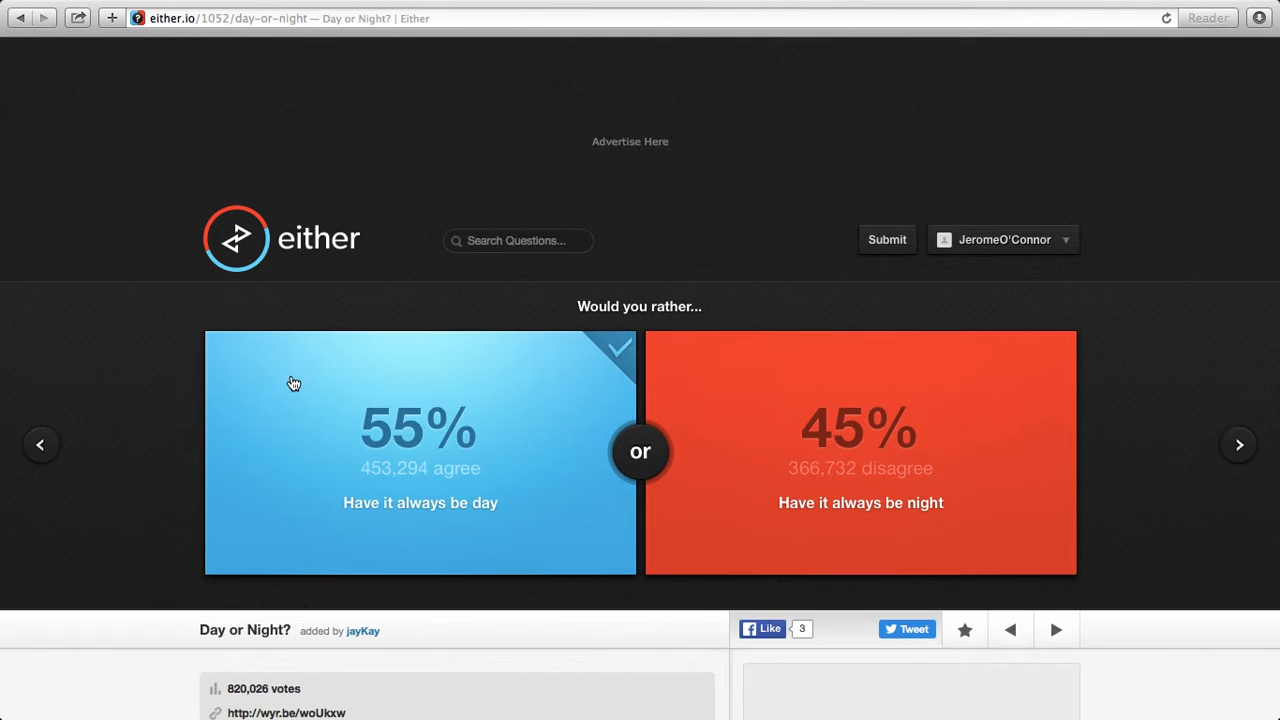 either.io/1052/day-or-night — Day or Night? | Either
Reader
Advertise Here
either
Search Questions...
Submit
JeromeO'Connor
Would you rather...
55%
453,294 agree
Have it always be day
or
45%
366,732 disagree
Have it always be night
Day or Night? added by jayKay
Like
3
Tweet
820,026 votes
http://wyr.be/woUkxw